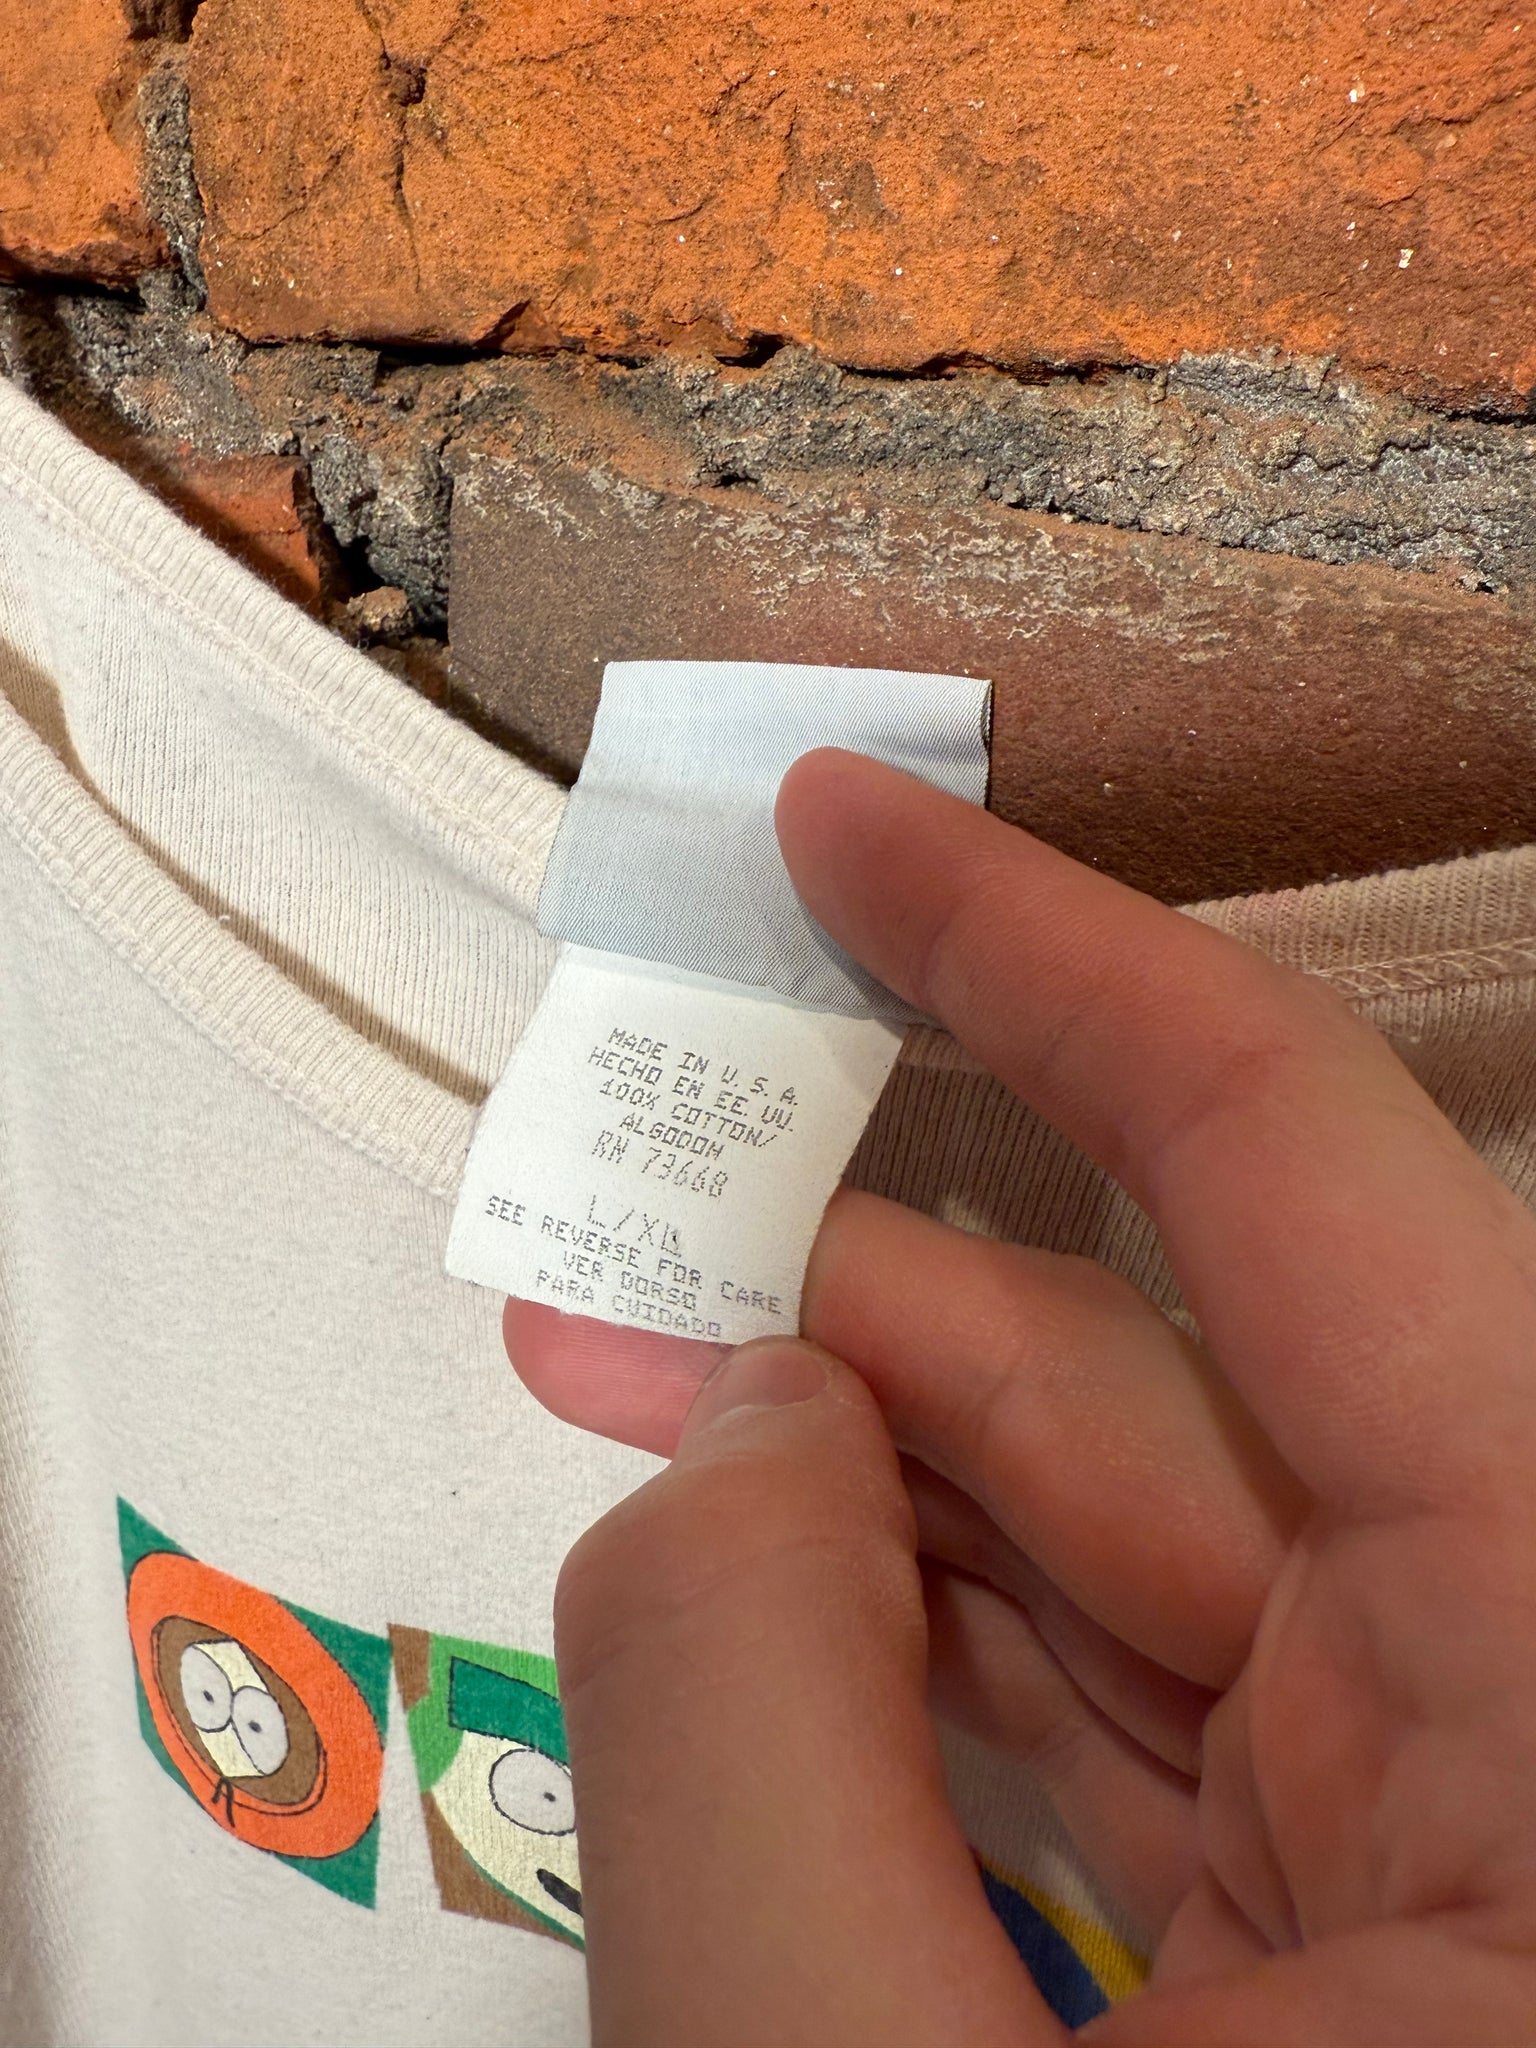 MADE IN U.S.A.
HECHO EN EE.UU.
100% COTTON/
ALGODON
RN 73668
L/XL
SEE REVERSE FOR CARE
VER DORSO
PARA CUIDADO